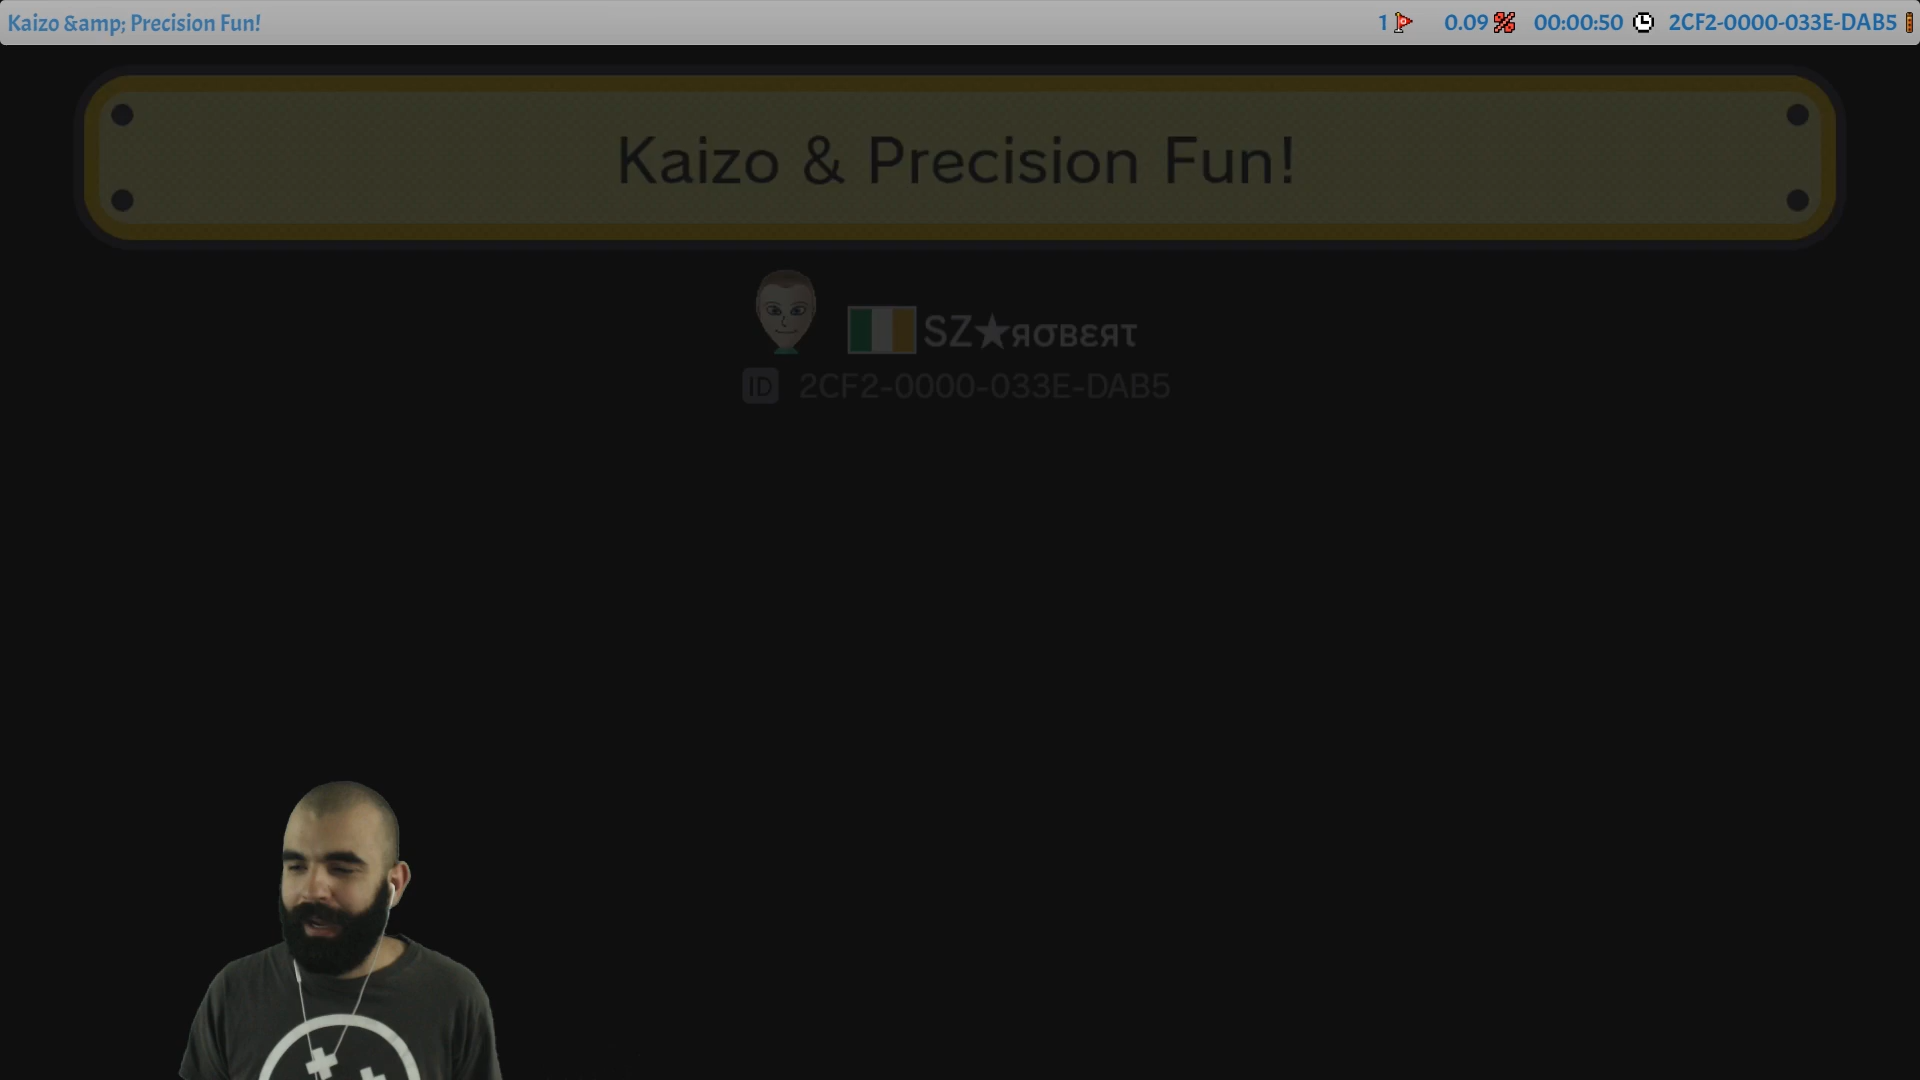 Kaizo &amp; Precision Fun!
1 0.09 00:00:50 2CF2-0000-033E-DAB5
Kaizo & Precision Fun!
SZ★яσвεят
ID 2CF2-0000-033E-DAB5